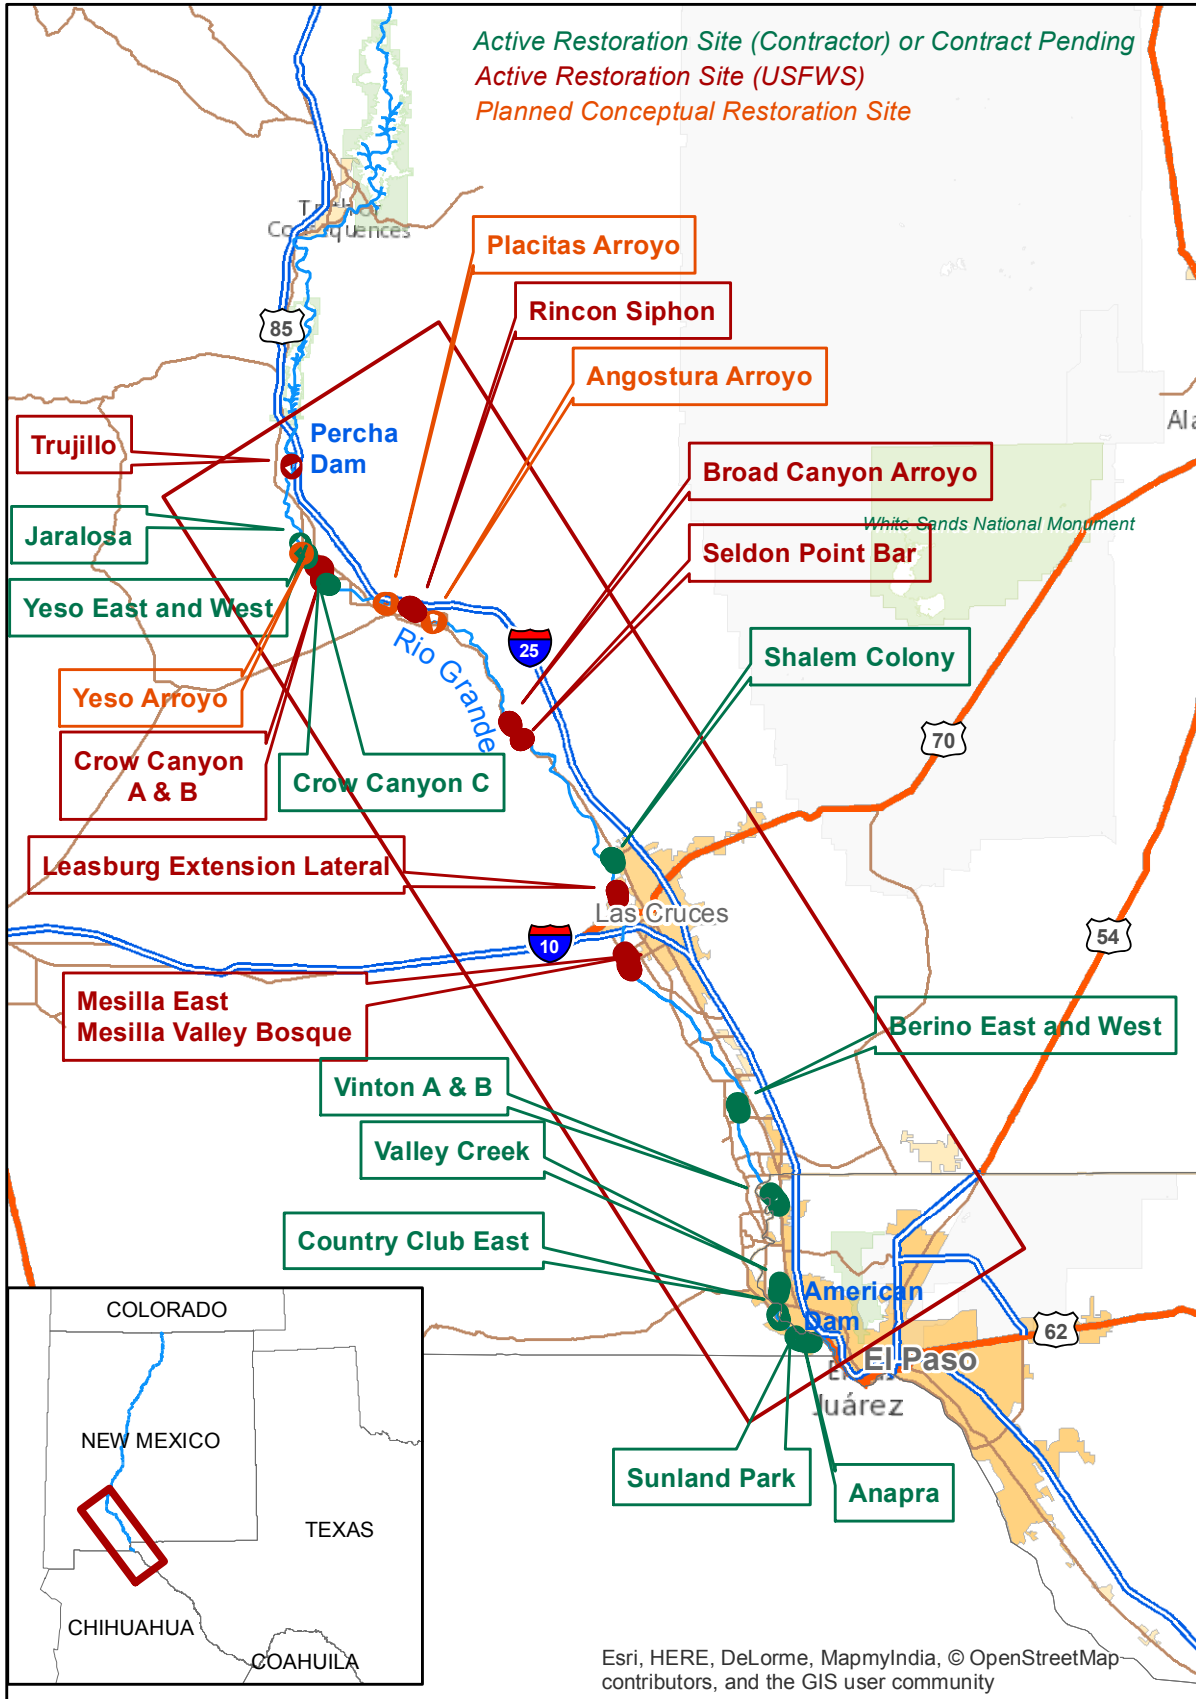 Active Restoration Site (Contractor) or Contract Pending
Active Restoration Site (USFWS)
Planned Conceptual Restoration Site
Truth or
Consequences
Placitas Arroyo
Rincon Siphon
85
Angostura Arroyo
Trujillo
Percha
Dam
Ala
Broad Canyon Arroyo
White Sands National Monument
Jaralosa
Seldon Point Bar
Yeso East and West
Rio Grande
25
Shalem Colony
Yeso Arroyo
70
Crow Canyon
A & B
Crow Canyon C
Leasburg Extension Lateral
Las Cruces
10
54
Mesilla East
Mesilla Valley Bosque
Berino East and West
Vinton A & B
Valley Creek
Country Club East
American
Dam
62
El Paso
Juárez
Sunland Park
Anapra
COLORADO
NEW MEXICO
TEXAS
CHIHUAHUA
COAHUILA
Esri, HERE, DeLorme, MapmyIndia, © OpenStreetMap
contributors, and the GIS user community